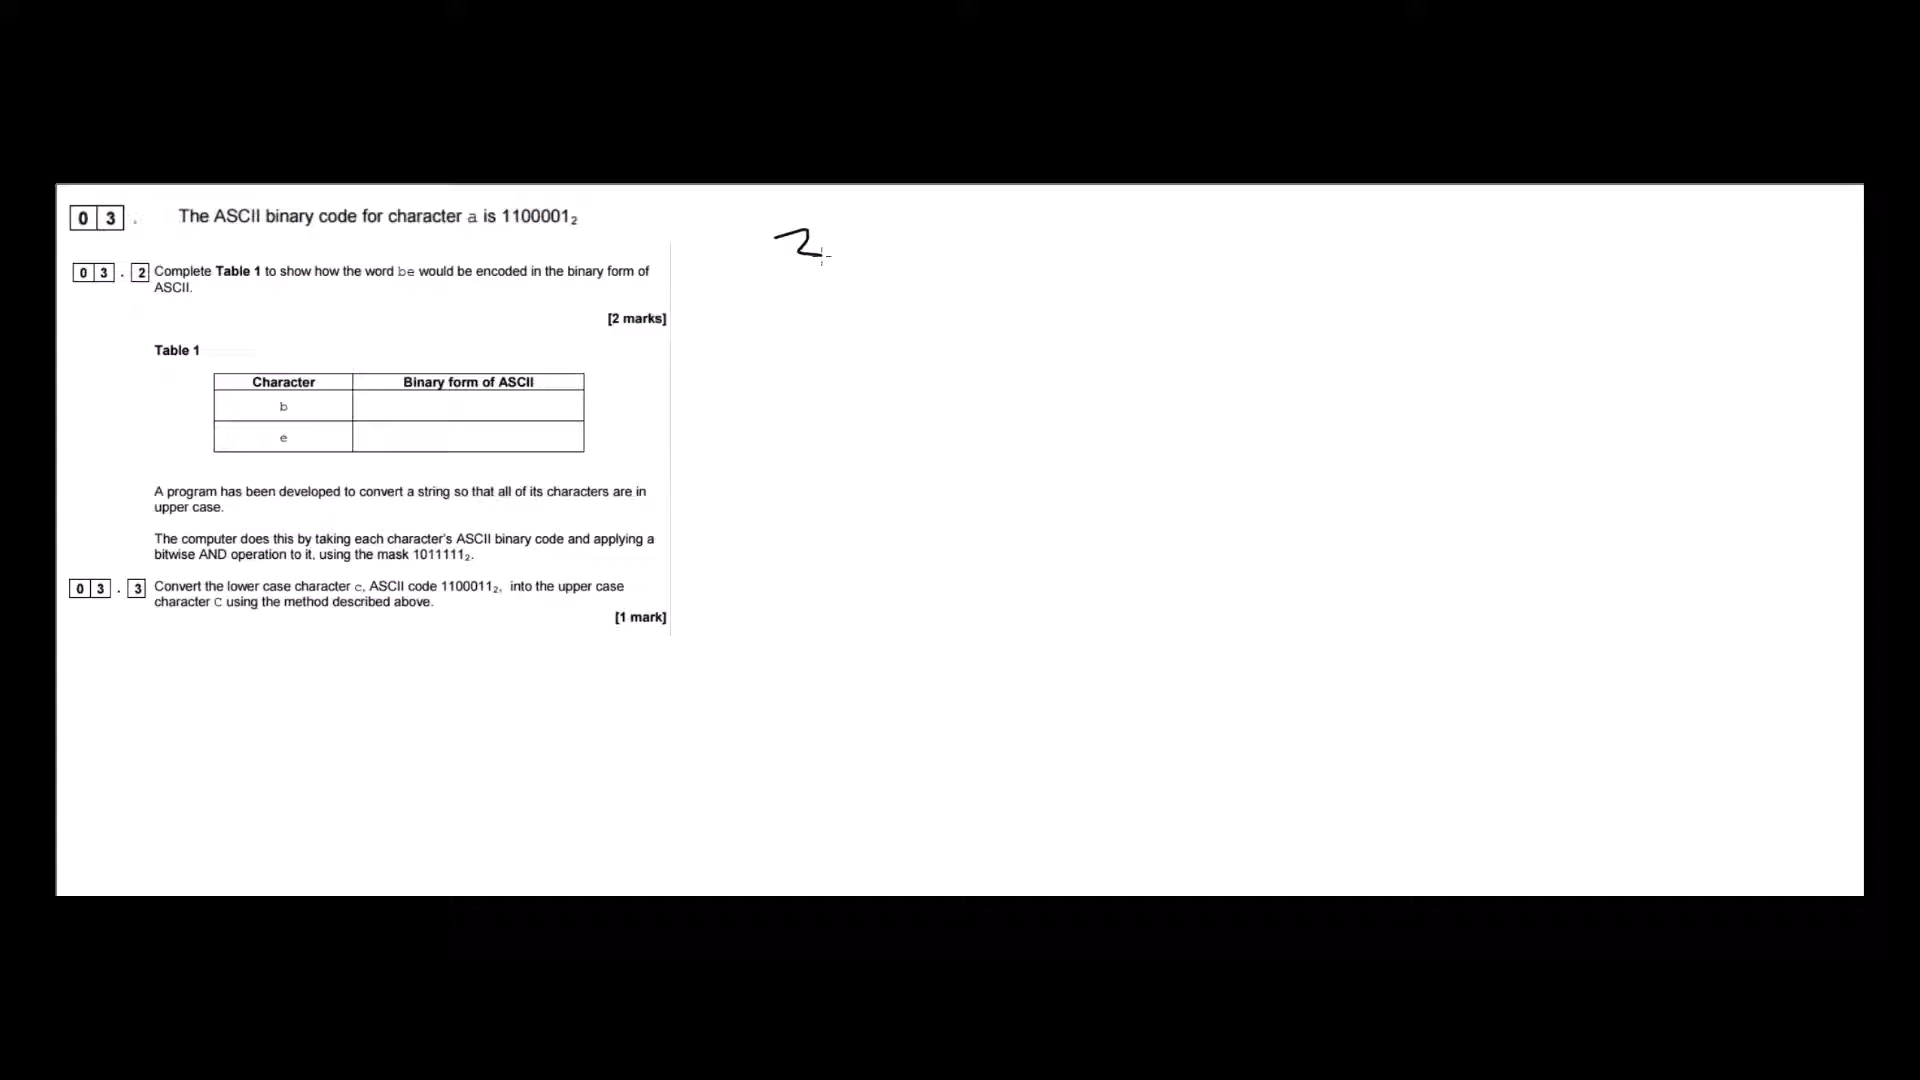 0 3 . The ASCII binary code for character a is 1100001₂
2
0 3 . 2 Complete Table 1 to show how the word be would be encoded in the binary form of
ASCII.
[2 marks]
Table 1
Character Binary form of ASCII
b
e
A program has been developed to convert a string so that all of its characters are in
upper case.
The computer does this by taking each character's ASCII binary code and applying a
bitwise AND operation to it, using the mask 1011111₂.
0 3 . 3 Convert the lower case character c, ASCII code 1100011₂, into the upper case
character C using the method described above.
[1 mark]